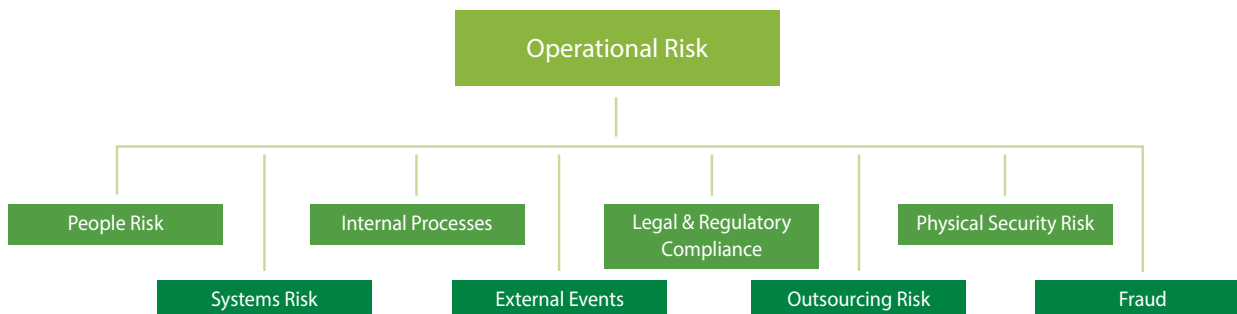 Operational Risk
People Risk
Internal Processes
Legal & Regulatory
Compliance
Physical Security Risk
Systems Risk
External Events
Outsourcing Risk
Fraud